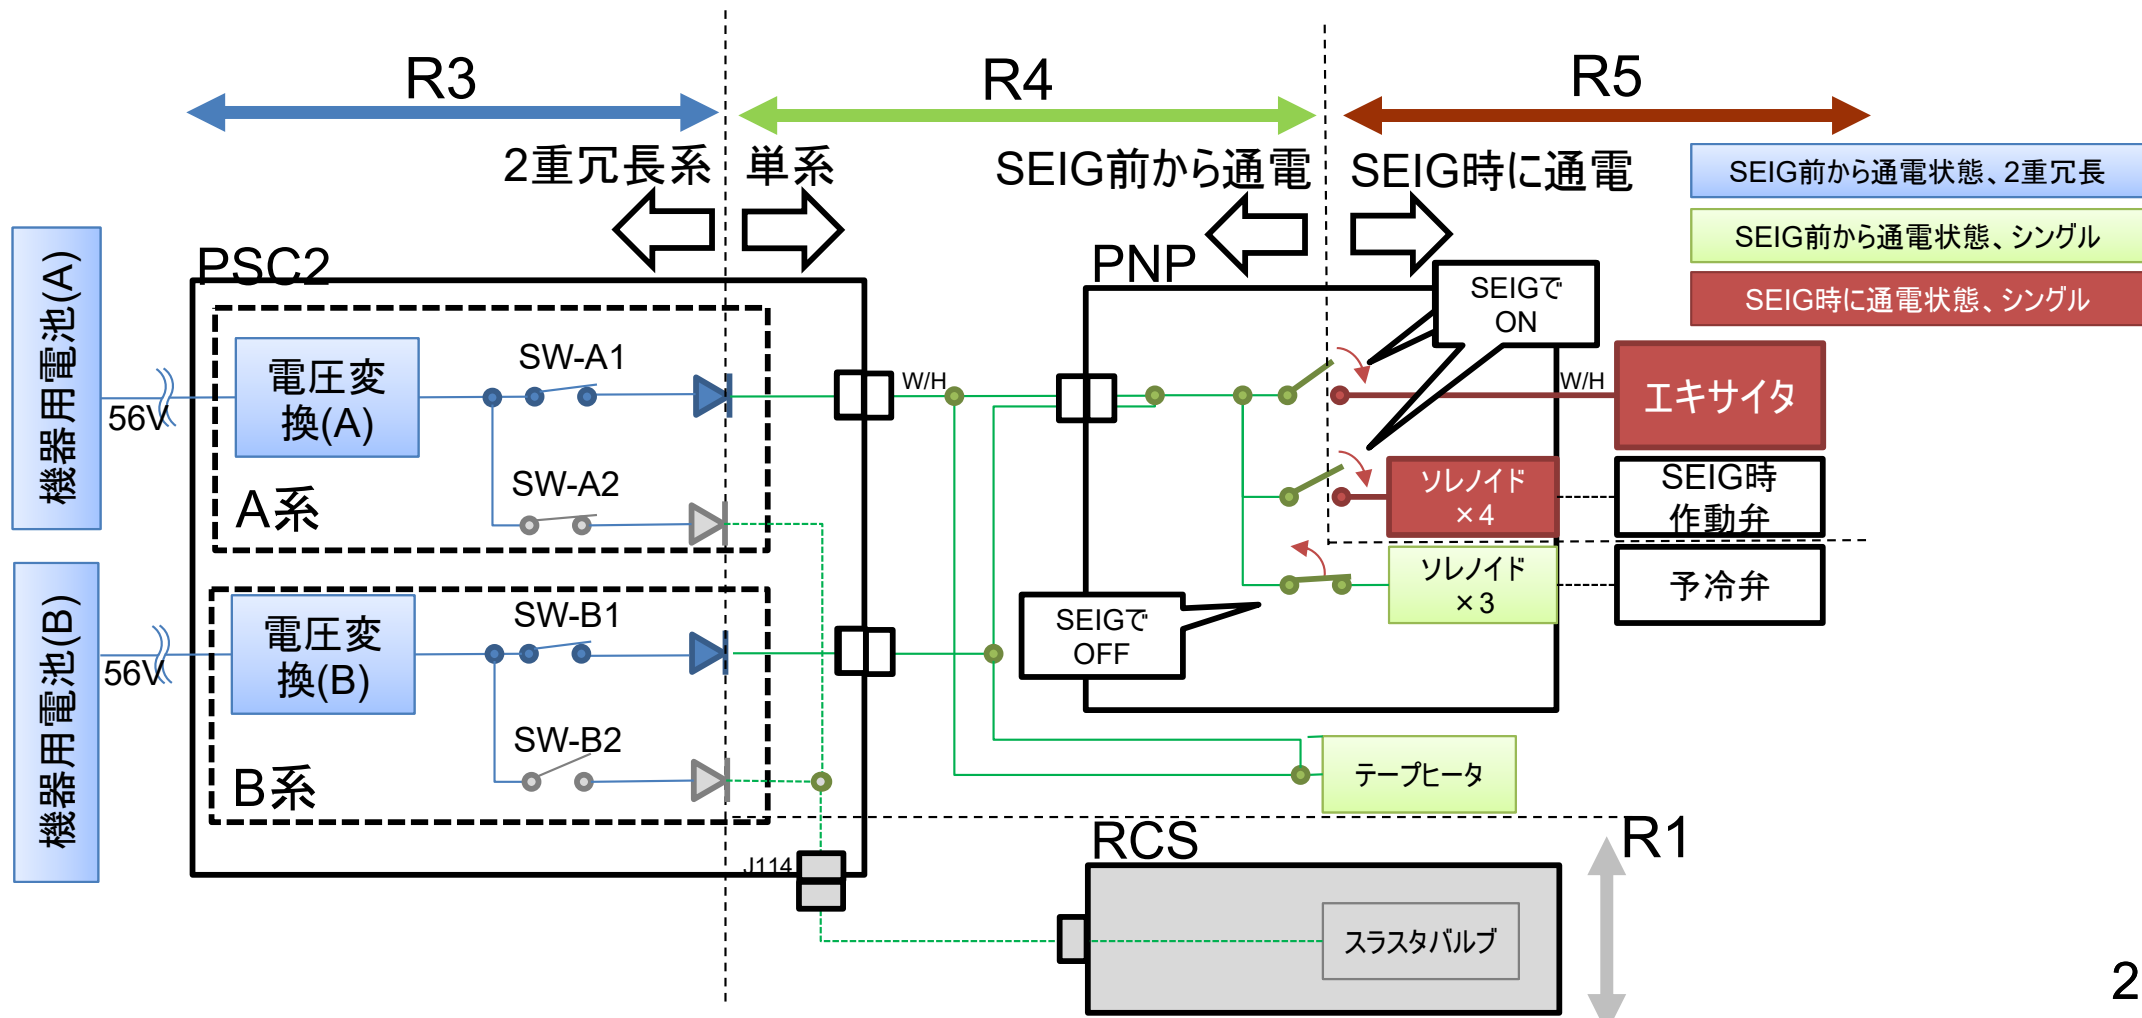 R3
R4
R5
2重冗長系
単系
SEIG前から通電
SEIG時に通電
SEIG前から通電状態、2重冗長
SEIG前から通電状態、シングル
SEIG時に通電状態、シングル
機器用電池(A)
56V
PSC2
電圧変
換(A)
SW-A1
SW-A2
A系
W/H
PNP
SEIGで
ON
W/H
エキサイタ
ソレノイド
×4
SEIG時
作動弁
ソレノイド
×3
予冷弁
SEIGで
OFF
機器用電池(B)
56V
電圧変
換(B)
SW-B1
SW-B2
B系
テープヒータ
J114
RCS
R1
スラスタバルブ
2